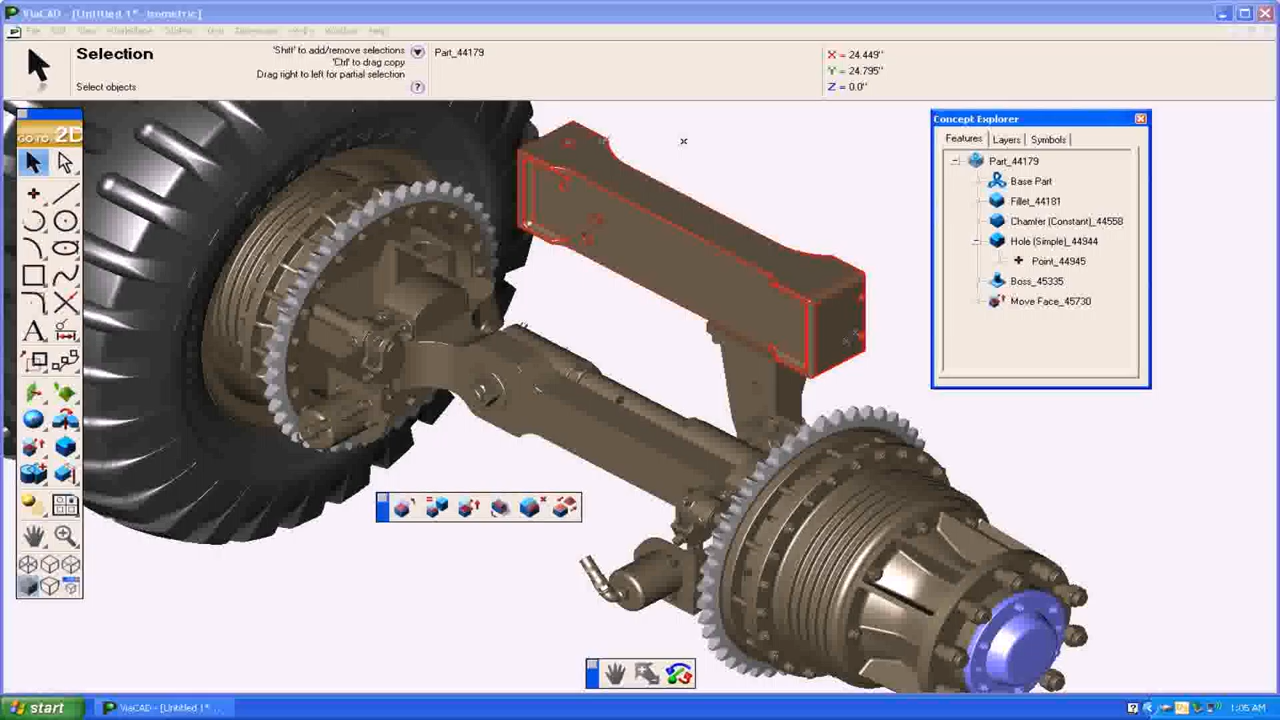 ViaCAD - [Untitled 1* - Isometric]
Selection
Select objects
'Shift' to add/remove selections
'Ctrl' to drag copy
Drag right to left for partial selection
?
Part_44179
X = 24.449"
Y = 24.795"
Z = 0.0"
GO TO 2D
A
Concept Explorer
Features
Layers
Symbols
Part_44179
Base Part
Fillet_44181
Chamfer (Constant)_44558
Hole (Simple)_44944
Point_44945
Boss_45335
Move Face_45730
start
ViaCAD - [Untitled 1* ...
1:05 AM